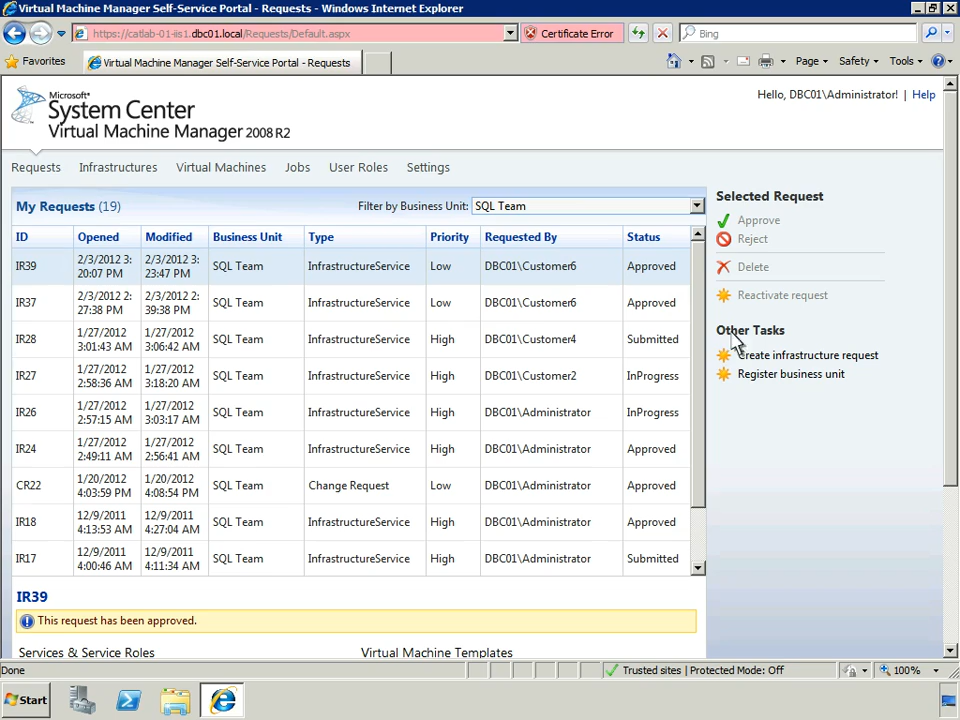 Virtual Machine Manager Self-Service Portal - Requests - Windows Internet Explorer
https://catlab-01-iis1.dbc01.local/Requests/Default.aspx
Certificate Error
Bing
Favorites
Virtual Machine Manager Self-Service Portal - Requests
Page
Safety
Tools
Microsoft®
System Center
Virtual Machine Manager 2008 R2
Hello, DBC01\Administrator! | Help
Requests Infrastructures Virtual Machines Jobs User Roles Settings
My Requests (19)
Filter by Business Unit: SQL Team
ID Opened Modified Business Unit Type Priority Requested By Status
IR39 2/3/2012 3:20:07 PM 2/3/2012 3:23:47 PM SQL Team InfrastructureService Low DBC01\Customer6 Approved
IR37 2/3/2012 2:27:38 PM 2/3/2012 2:39:38 PM SQL Team InfrastructureService Low DBC01\Customer6 Approved
IR28 1/27/2012 3:01:43 AM 1/27/2012 3:06:42 AM SQL Team InfrastructureService High DBC01\Customer4 Submitted
IR27 1/27/2012 2:58:36 AM 1/27/2012 3:18:20 AM SQL Team InfrastructureService High DBC01\Customer2 InProgress
IR26 1/27/2012 2:57:15 AM 1/27/2012 3:03:17 AM SQL Team InfrastructureService High DBC01\Administrator InProgress
IR24 1/27/2012 2:49:11 AM 1/27/2012 2:56:41 AM SQL Team InfrastructureService High DBC01\Administrator Approved
CR22 1/20/2012 4:03:59 PM 1/20/2012 4:08:54 PM SQL Team Change Request Low DBC01\Administrator Approved
IR18 12/9/2011 4:13:53 AM 12/9/2011 4:27:04 AM SQL Team InfrastructureService High DBC01\Administrator Approved
IR17 12/9/2011 4:00:46 AM 12/9/2011 4:11:34 AM SQL Team InfrastructureService High DBC01\Administrator Submitted
Selected Request
Approve
Reject
Delete
Reactivate request
Other Tasks
Create infrastructure request
Register business unit
IR39
This request has been approved.
Services & Service Roles
Virtual Machine Templates
Done
Trusted sites | Protected Mode: Off
100%
Start